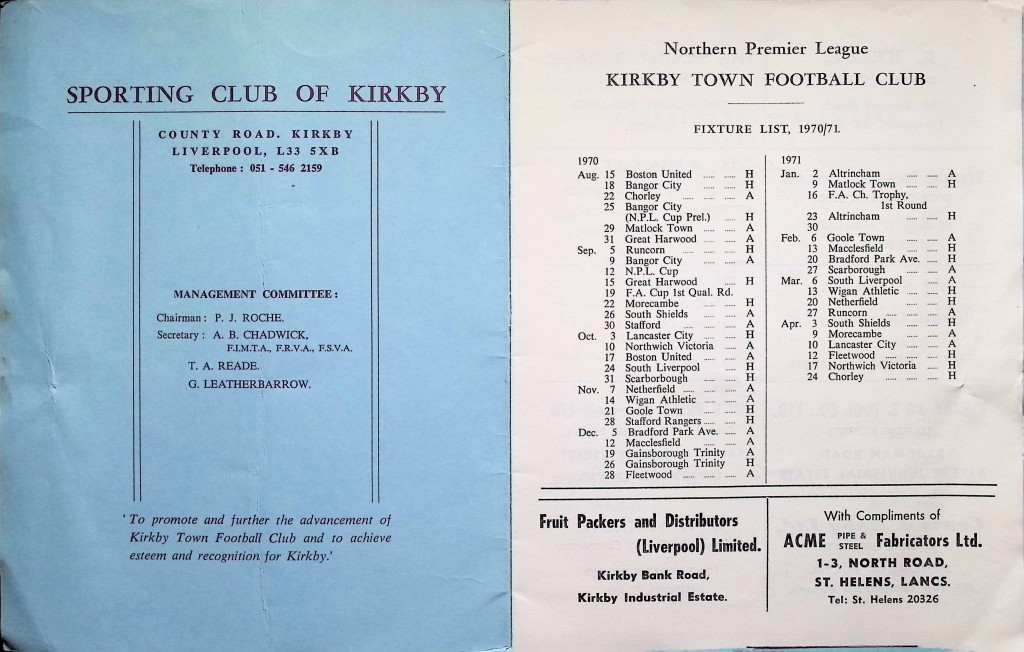 SPORTING CLUB OF KIRKBY
COUNTY ROAD. KIRKBY
LIVERPOOL, L33 5XB
Telephone : 051 - 546 2159
MANAGEMENT COMMITTEE :
Chairman : P. J. ROCHE.
Secretary : A. B. CHADWICK,
F.I.M.T.A., F.R.V.A., F.S.V.A.
T. A. READE.
G. LEATHERBARROW.
' To promote and further the advancement of
Kirkby Town Football Club and to achieve
esteem and recognition for Kirkby.'
Northern Premier League
KIRKBY TOWN FOOTBALL CLUB
FIXTURE LIST, 1970/71.
1970
Aug. 15 Boston United ..... ..... H
18 Bangor City ..... ..... H
22 Chorley ..... ..... ..... A
25 Bangor City
(N.P.L. Cup Prel.) ..... H
29 Matlock Town ..... ..... A
31 Great Harwood ..... ..... A
Sep. 5 Runcorn ..... ..... ..... H
9 Bangor City ..... ..... A
12 N.P.L. Cup
15 Great Harwood ..... ..... H
19 F.A. Cup 1st Qual. Rd.
22 Morecambe ..... ..... H
26 South Shields ..... ..... A
30 Stafford ..... ..... ..... A
Oct. 3 Lancaster City ..... ..... H
10 Northwich Victoria ..... A
17 Boston United ..... ..... A
24 South Liverpool ..... H
31 Scarborough ..... ..... H
Nov. 7 Netherfield ..... ..... A
14 Wigan Athletic ..... ..... A
21 Goole Town ..... ..... H
28 Stafford Rangers ..... ..... H
Dec. 5 Bradford Park Ave. ..... A
12 Macclesfield ..... ..... A
19 Gainsborough Trinity A
26 Gainsborough Trinity H
28 Fleetwood ..... ..... ..... A
1971
Jan. 2 Altrincham ..... ..... A
9 Matlock Town ..... ..... H
16 F.A. Ch. Trophy,
1st Round
23 Altrincham ..... ..... H
30
Feb. 6 Goole Town ..... ..... A
13 Macclesfield ..... ..... H
20 Bradford Park Ave. ..... H
27 Scarborough ..... ..... A
Mar. 6 South Liverpool ..... ..... A
13 Wigan Athletic ..... ..... H
20 Netherfield ..... ..... H
27 Runcorn ..... ..... ..... A
Apr. 3 South Shields ..... ..... H
9 Morecambe ..... ..... A
10 Lancaster City ..... ..... A
12 Fleetwood ..... ..... ..... H
17 Northwich Victoria ..... H
24 Chorley ..... ..... ..... H
Fruit Packers and Distributors
(Liverpool) Limited.
Kirkby Bank Road,
Kirkby Industrial Estate.
With Compliments of
ACME PIPE & STEEL Fabricators Ltd.
1-3, NORTH ROAD,
ST. HELENS, LANCS.
Tel: St. Helens 20326